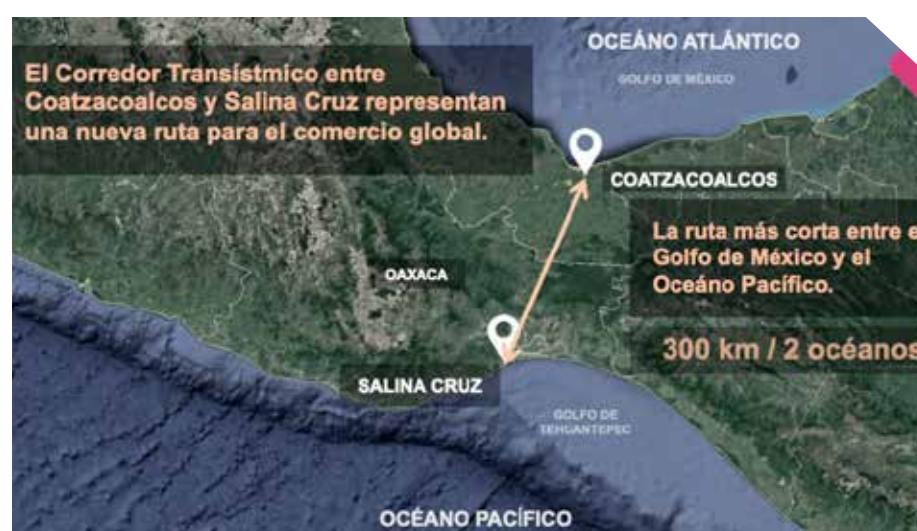 OCEÁNO ATLÁNTICO
GOLFO DE MÉXICO
El Corredor Transístmico entre
Coatzacoalcos y Salina Cruz representan
una nueva ruta para el comercio global.
COATZACOALCOS
La ruta más corta entre e
Golfo de México y el
Oceáno Pacífico.
OAXACA
300 km / 2 océanos
SALINA CRUZ
GOLFO DE
TEHUANTEPEC
OCÉANO PACÍFICO